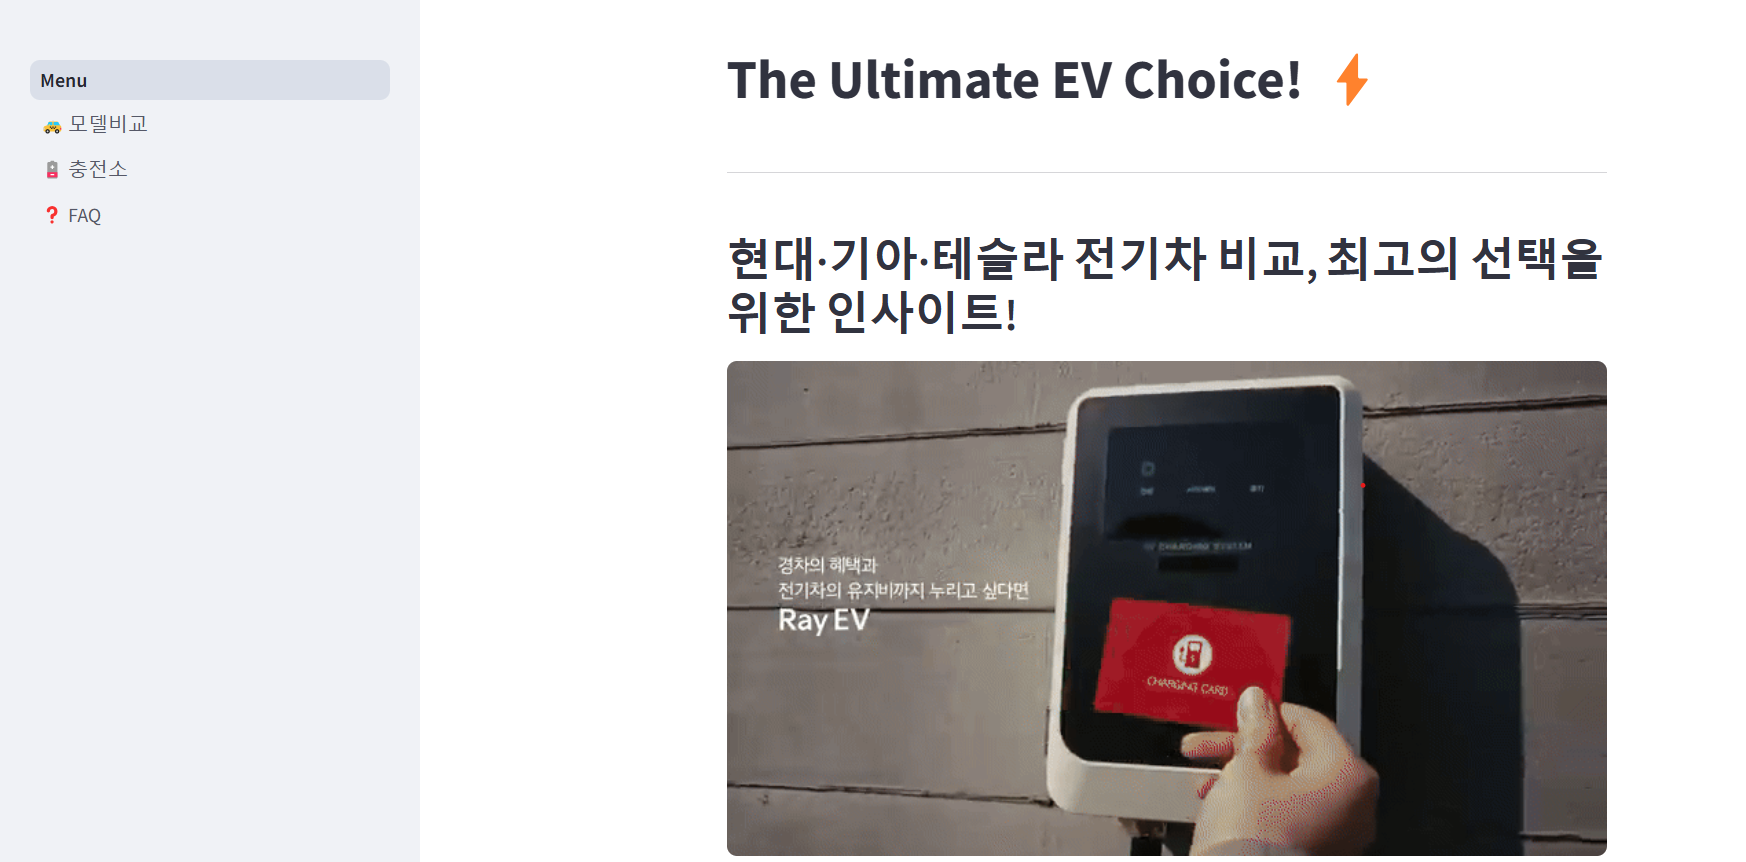 Menu
모델비교
충전소
FAQ
The Ultimate EV Choice!
현대·기아·테슬라 전기차 비교, 최고의 선택을
위한 인사이트!
경차의 혜택과
전기차의 유지비까지 누리고 싶다면
Ray EV
CHARGING SYSTEM
CHARGING CARD